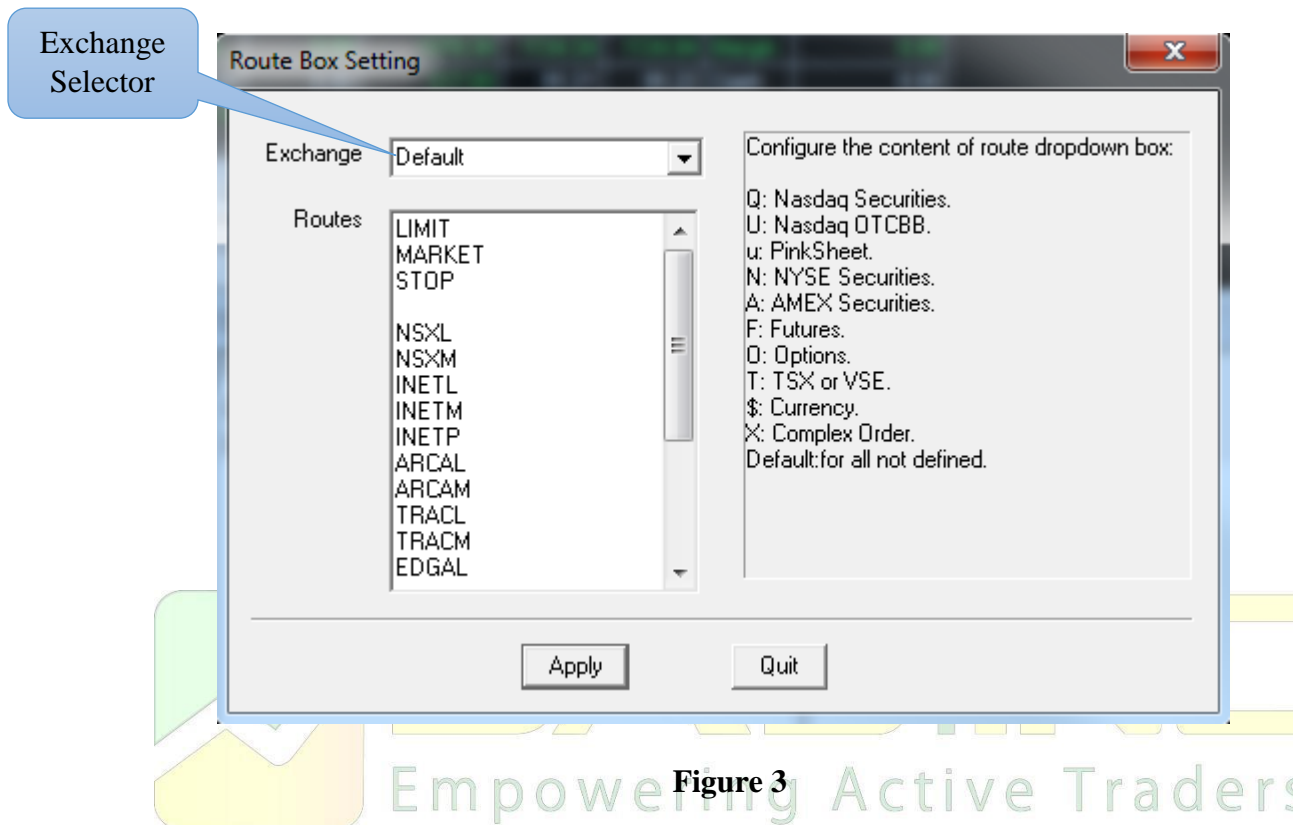 Exchange
Selector
Route Box Setting
Exchange
Default
Routes
LIMIT
MARKET
STOP
NSXL
NSXM
INETL
INETM
INETP
ARCAL
ARCAM
TRACL
TRACM
EDGAL
Configure the content of route dropdown box:
Q: Nasdaq Securities.
U: Nasdaq OTCBB.
u: PinkSheet.
N: NYSE Securities.
A: AMEX Securities.
F: Futures.
O: Options.
T: TSX or VSE.
$: Currency.
X: Complex Order.
Default:for all not defined.
Apply
Quit
Figure 3
Empowering Active Traders